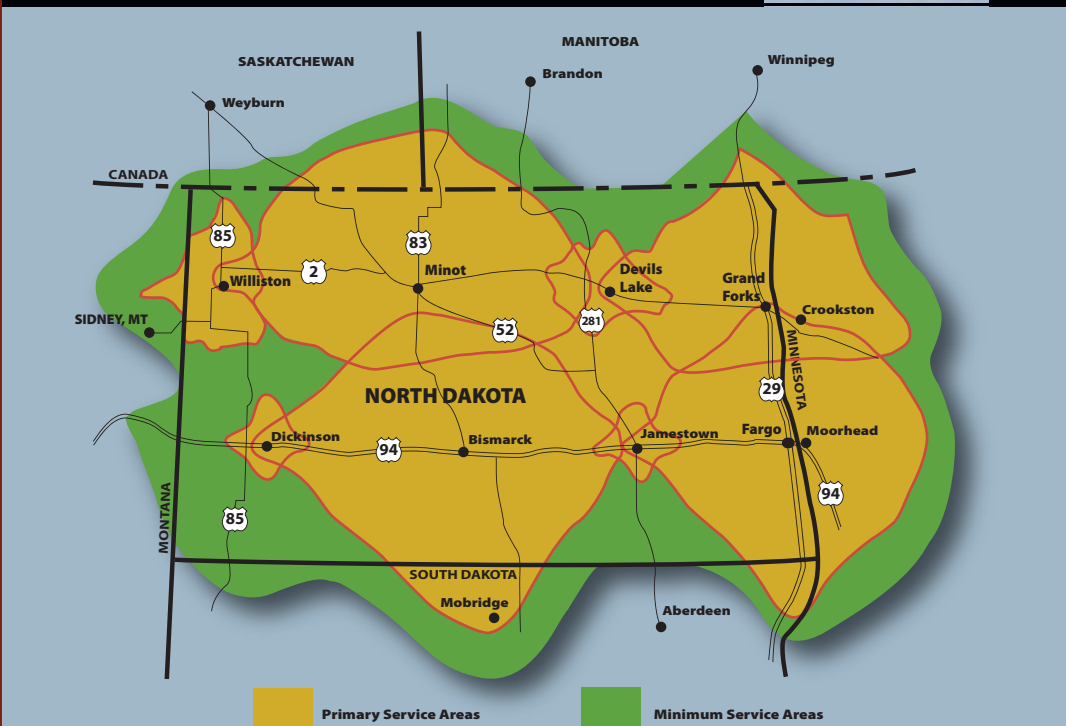 MANITOBA
SASKATCHEWAN
Winnipeg
Brandon
Weyburn
CANADA
85
83
2
Minot
Devils
Lake
Williston
Grand
Forks
Crookston
SIDNEY, MT
52
281
MINNESOTA
29
NORTH DAKOTA
Dickinson
94
Bismarck
Jamestown
Fargo
Moorhead
94
MONTANA
85
SOUTH DAKOTA
Mobridge
Aberdeen
Primary Service Areas
Minimum Service Areas